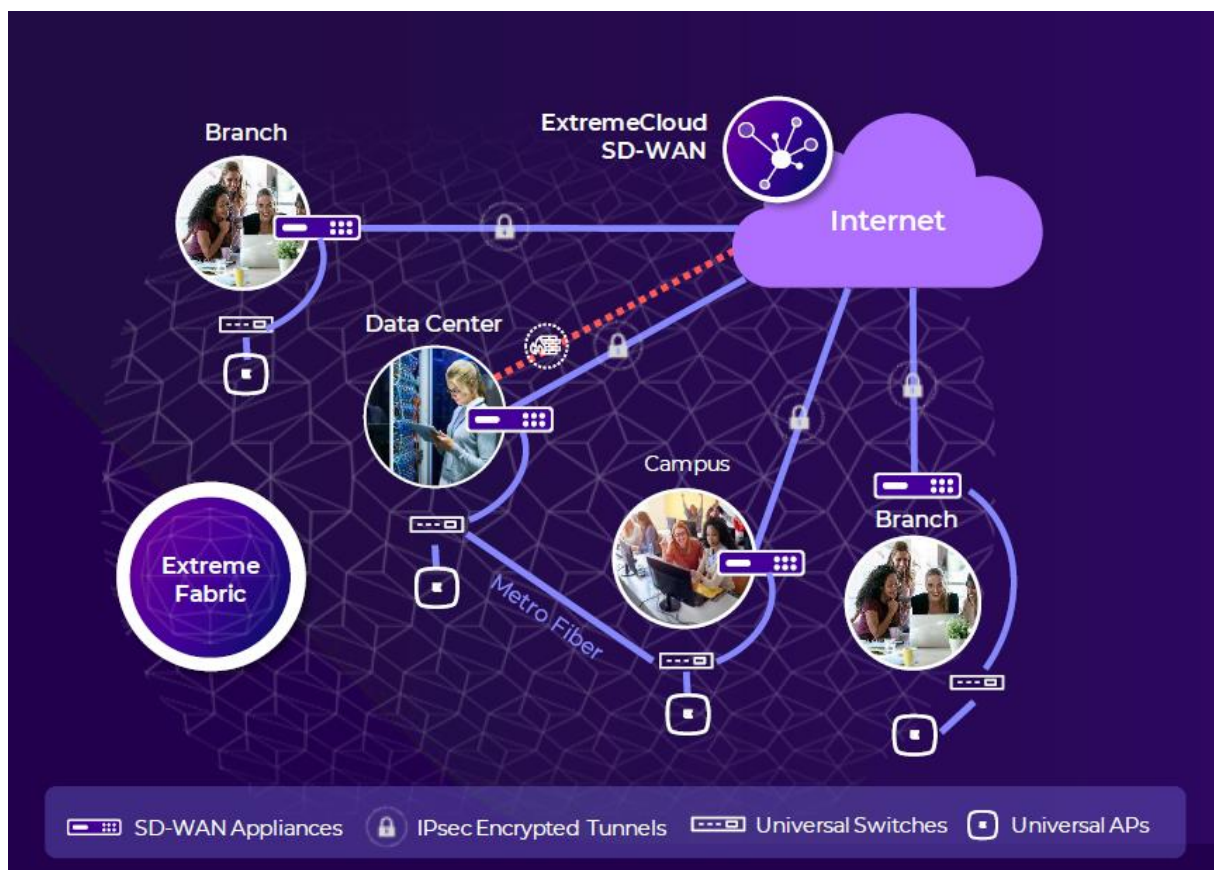 Branch
ExtremeCloud
SD-WAN
Internet
Data Center
Campus
Branch
Extreme
Fabric
Metro Fiber
SD-WAN Appliances
IPsec Encrypted Tunnels
Universal Switches
Universal APs